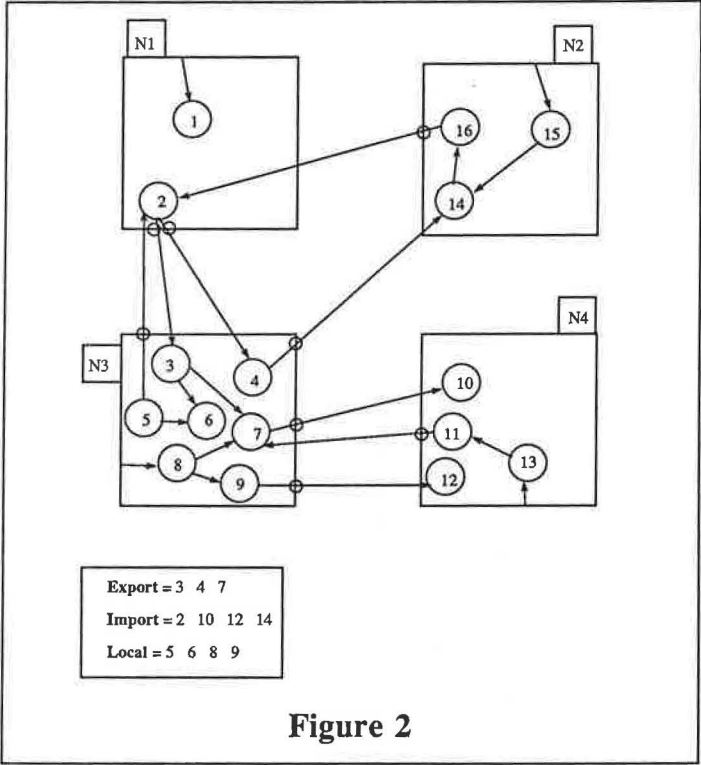 N1
N2
1
16
15
2
14
N4
N3
3
4
10
5
6
7
11
8
9
12
13
Export = 3 4 7
Import = 2 10 12 14
Local = 5 6 8 9
Figure 2